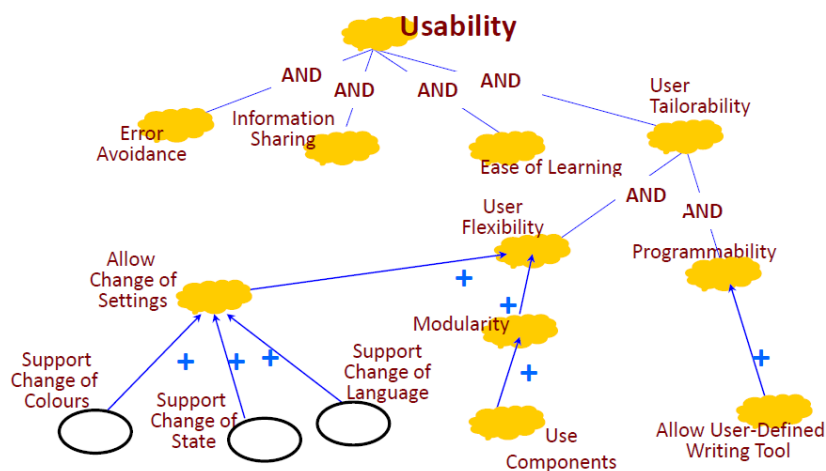 Usability
AND
AND
AND
AND
User
Tailorability
Error
Avoidance
Information
Sharing
Ease of Learning
AND
AND
User
Flexibility
Programmability
Allow
Change of
Settings
+
+
Modularity
Support
Change of
Colours
+
+
+
Support
Change of
Language
+
+
Support
Change of
State
Use
Components
Allow User-Defined
Writing Tool